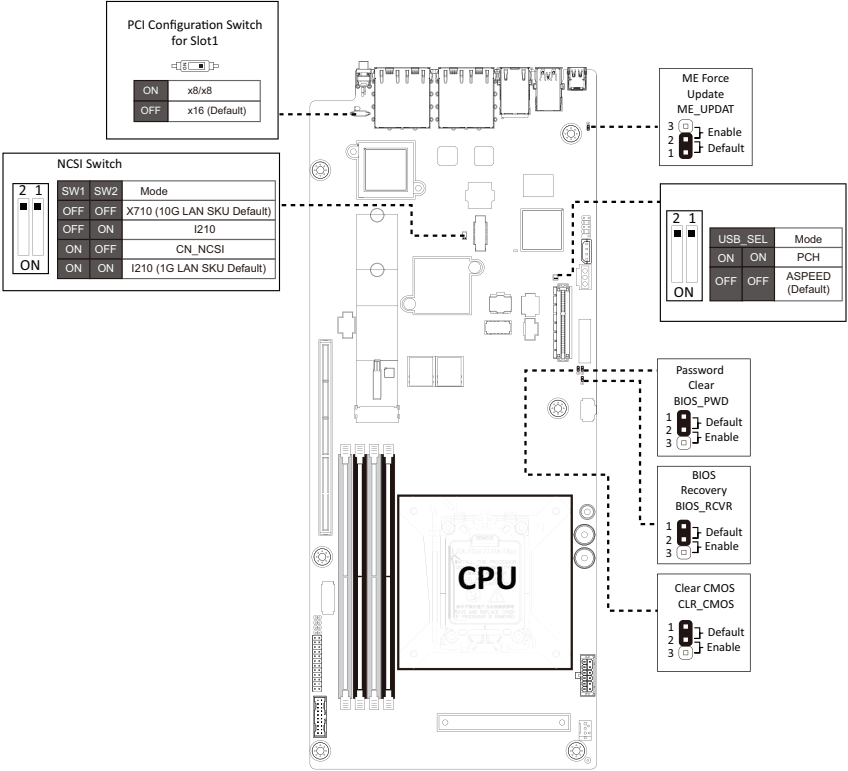 PCI Configuration Switch
for Slot1
ON
ON x8/x8
OFF x16 (Default)
NCSI Switch
2 1
ON
SW1 SW2 Mode
OFF OFF X710 (10G LAN SKU Default)
OFF ON I210
ON OFF CN_NCSI
ON ON I210 (1G LAN SKU Default)
ME Force
Update
ME_UPDAT
3
2
1
Enable
Default
2 1
ON
USB_SEL Mode
ON ON PCH
OFF OFF ASPEED
(Default)
Password
Clear
BIOS_PWD
1
2
3
Default
Enable
BIOS
Recovery
BIOS_RCVR
1
2
3
Default
Enable
Clear CMOS
CLR_CMOS
1
2
3
Default
Enable
CPU